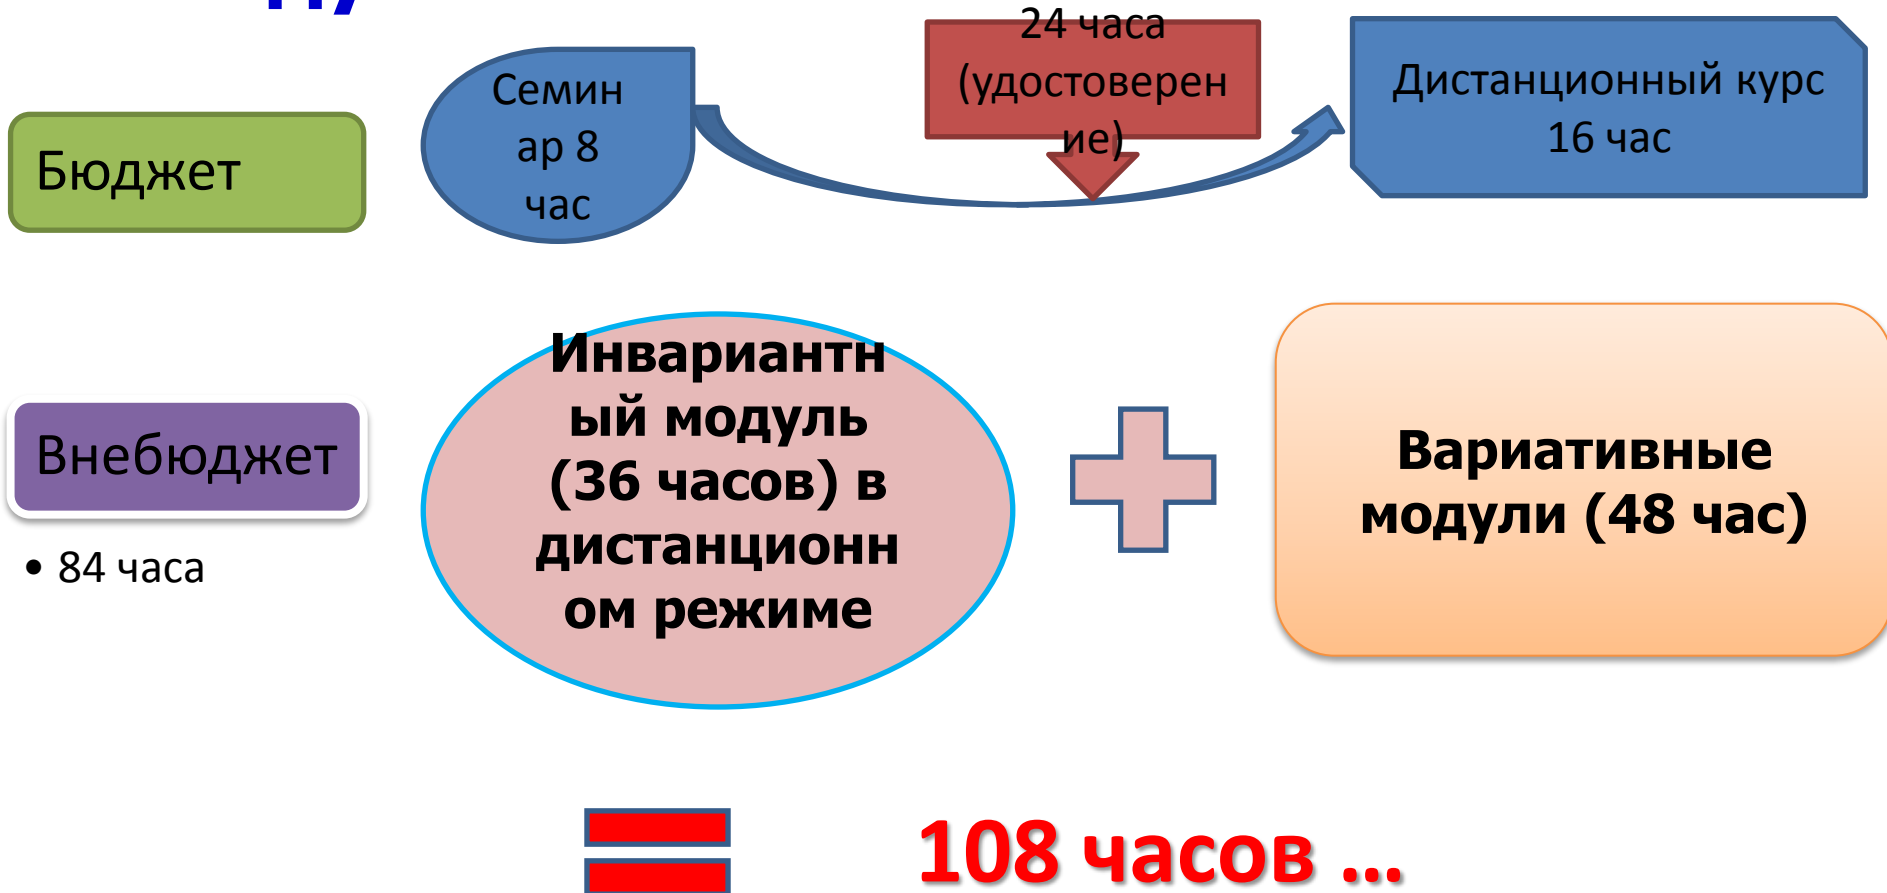 Бюджет
Семин
ар 8
час
24 часа
(удостоверен
ие)
Дистанционный курс
16 час
Внебюджет
• 84 часа
Инвариантн
ый модуль
(36 часов) в
дистанционн
ом режиме
Вариативные
модули (48 час)
108 часов ...